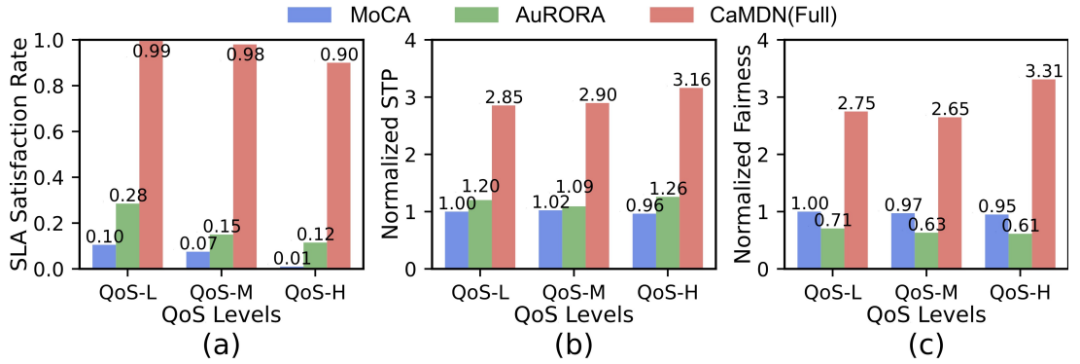 MoCA AuRORA CaMDN(Full)
SLA Satisfaction Rate
1.0
0.8
0.6
0.4
0.2
0.0
0.10 0.28 0.99
0.07 0.15 0.98
0.01 0.12 0.90
QoS-L QoS-M QoS-H
QoS Levels
(a)
Normalized STP
4
3
2
1
0
1.00 1.20 2.85
1.02 1.09 2.90
0.96 1.26 3.16
QoS-L QoS-M QoS-H
QoS Levels
(b)
Normalized Fairness
4
3
2
1
0
1.00 0.71 2.75
0.97 0.63 2.65
0.95 0.61 3.31
QoS-L QoS-M QoS-H
QoS Levels
(c)